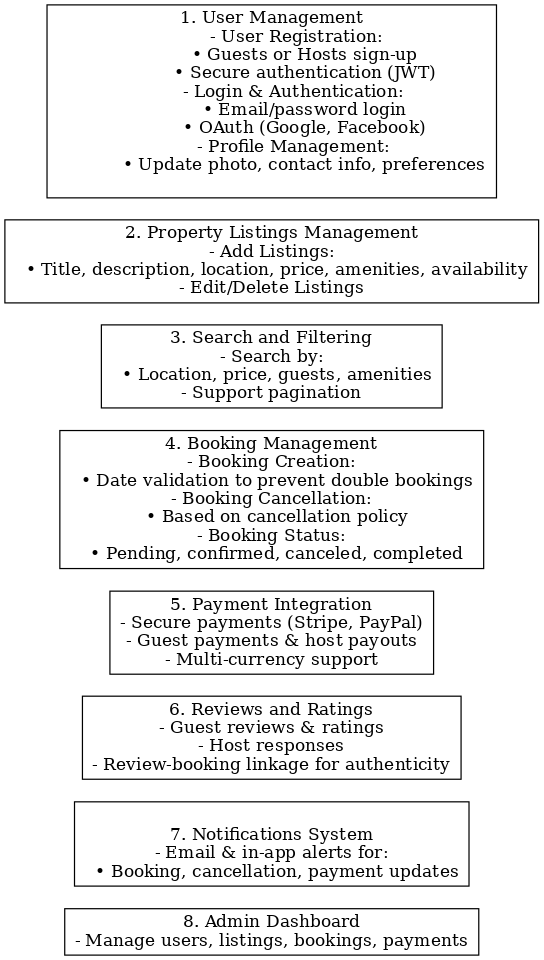 1. User Management
- User Registration:
• Guests or Hosts sign-up
• Secure authentication (JWT)
- Login & Authentication:
• Email/password login
• OAuth (Google, Facebook)
- Profile Management:
• Update photo, contact info, preferences
2. Property Listings Management
- Add Listings:
• Title, description, location, price, amenities, availability
- Edit/Delete Listings
3. Search and Filtering
- Search by:
• Location, price, guests, amenities
- Support pagination
4. Booking Management
- Booking Creation:
• Date validation to prevent double bookings
- Booking Cancellation:
• Based on cancellation policy
- Booking Status:
• Pending, confirmed, canceled, completed
5. Payment Integration
- Secure payments (Stripe, PayPal)
- Guest payments & host payouts
- Multi-currency support
6. Reviews and Ratings
- Guest reviews & ratings
- Host responses
- Review-booking linkage for authenticity
7. Notifications System
- Email & in-app alerts for:
• Booking, cancellation, payment updates
8. Admin Dashboard
- Manage users, listings, bookings, payments